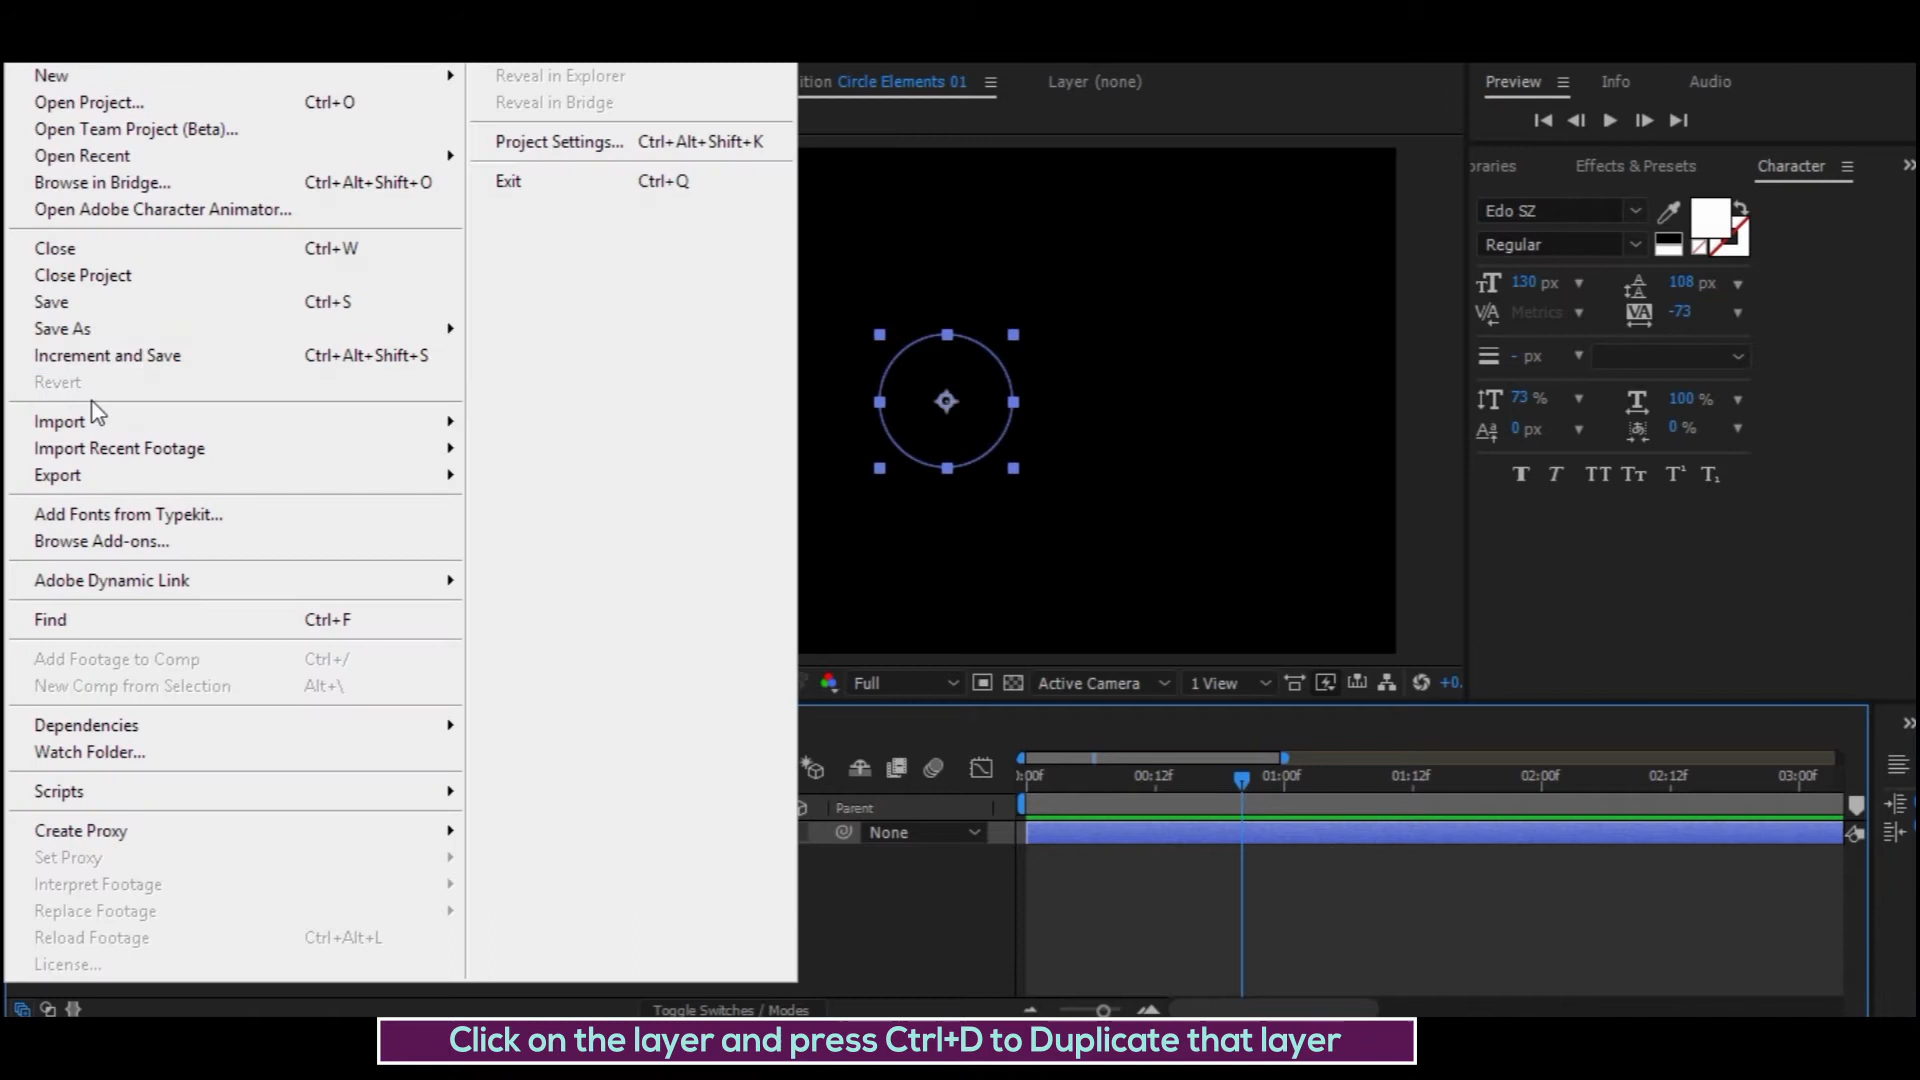 New
Open Project... Ctrl+O
Open Team Project (Beta)...
Open Recent
Browse in Bridge... Ctrl+Alt+Shift+O
Open Adobe Character Animator...
Close Ctrl+W
Close Project
Save Ctrl+S
Save As
Increment and Save Ctrl+Alt+Shift+S
Revert
Import
Import Recent Footage
Export
Add Fonts from Typekit...
Browse Add-ons...
Adobe Dynamic Link
Find Ctrl+F
Add Footage to Comp Ctrl+/
New Comp from Selection Alt+\
Dependencies
Watch Folder...
Scripts
Create Proxy
Set Proxy
Interpret Footage
Replace Footage
Reload Footage Ctrl+Alt+L
License...
Reveal in Explorer
Reveal in Bridge
Project Settings... Ctrl+Alt+Shift+K
Exit Ctrl+Q
ition Circle Elements 01
Layer (none)
Preview Info Audio
braries Effects & Presets Character
Edo SZ
Regular
130 px 108 px
Metrics -73
- px
73 % 100 %
0 px 0 %
T T TT Tт T¹ T₁
Full Active Camera 1 View +0.
):00f 00:12f 01:00f 01:12f 02:00f 02:12f 03:00f
Parent
None
Toggle Switches / Modes
Click on the layer and press Ctrl+D to Duplicate that layer